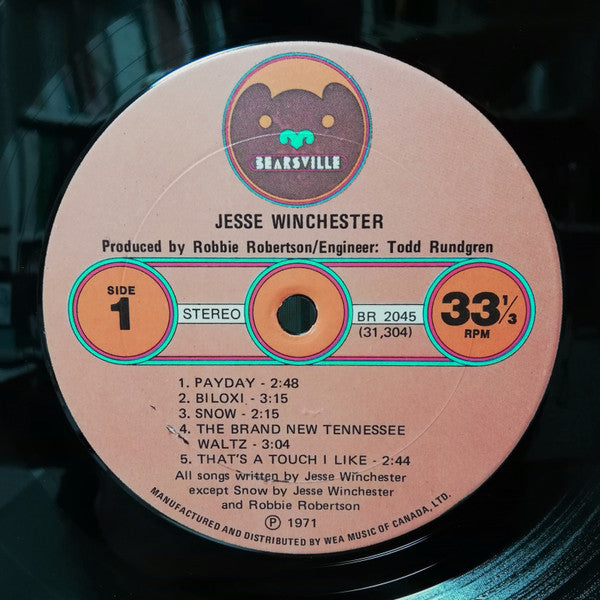 BEARSVILLE
JESSE WINCHESTER
Produced by Robbie Robertson/Engineer: Todd Rundgren
SIDE
1
STEREO
BR 2045
(31,304)
33⅓
RPM
1. PAYDAY - 2:48
2. BILOXI - 3:15
3. SNOW - 2:15
4. THE BRAND NEW TENNESSEE
WALTZ - 3:04
5. THAT'S A TOUCH I LIKE - 2:44
All songs written by Jesse Winchester
except Snow by Jesse Winchester
and Robbie Robertson
℗ 1971
MANUFACTURED AND DISTRIBUTED BY WEA MUSIC OF CANADA, LTD.